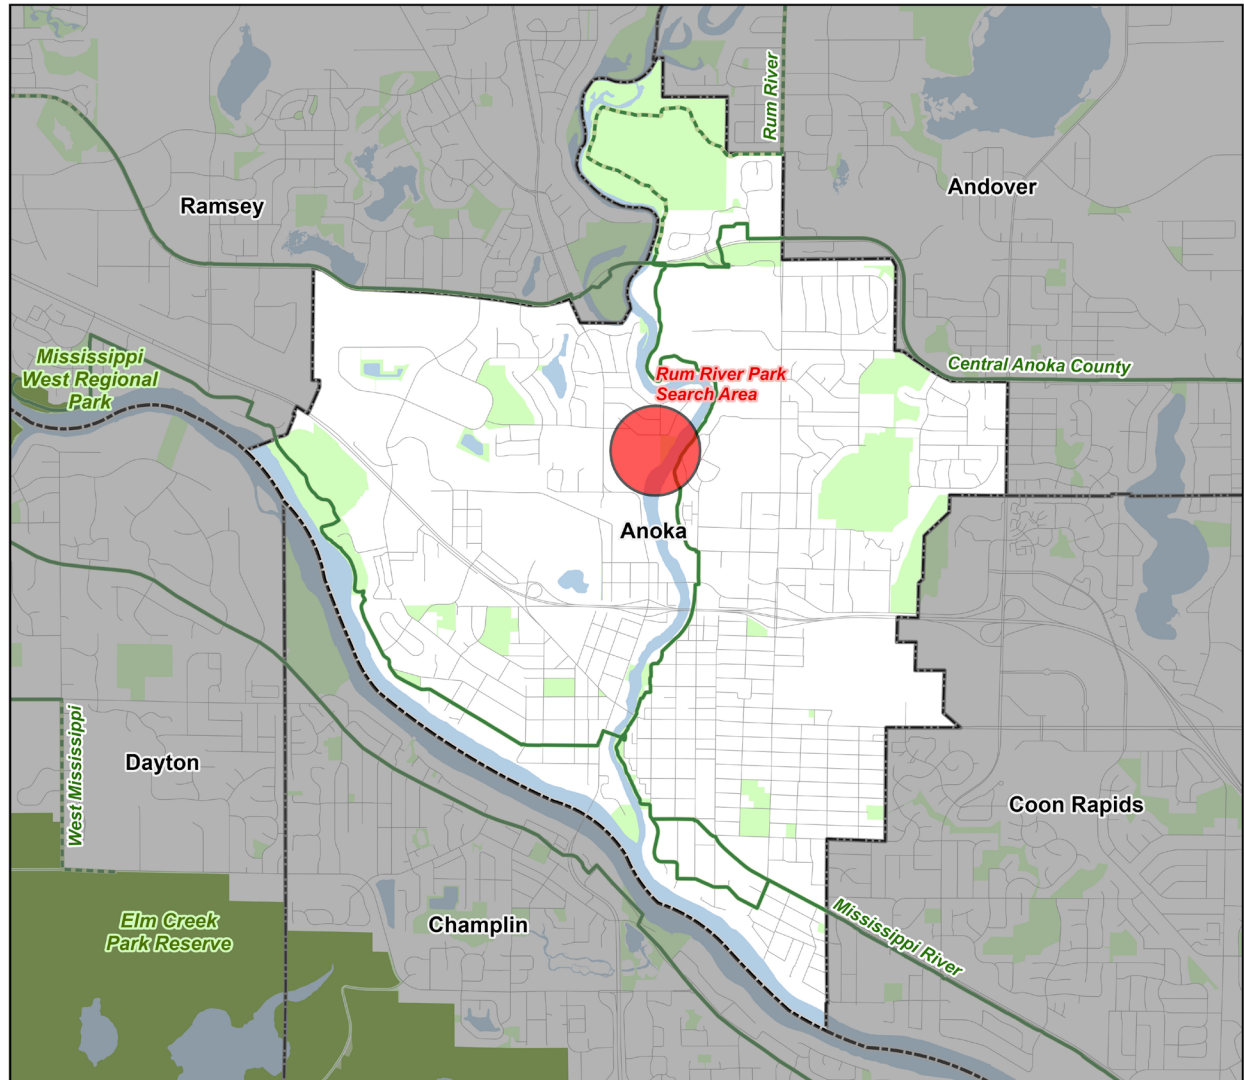 Rum River
Andover
Ramsey
Mississippi
West Regional
Park
Central Anoka County
Rum River Park
Search Area
Anoka
West Mississippi
Dayton
Coon Rapids
Elm Creek
Park Reserve
Champlin
Mississippi River